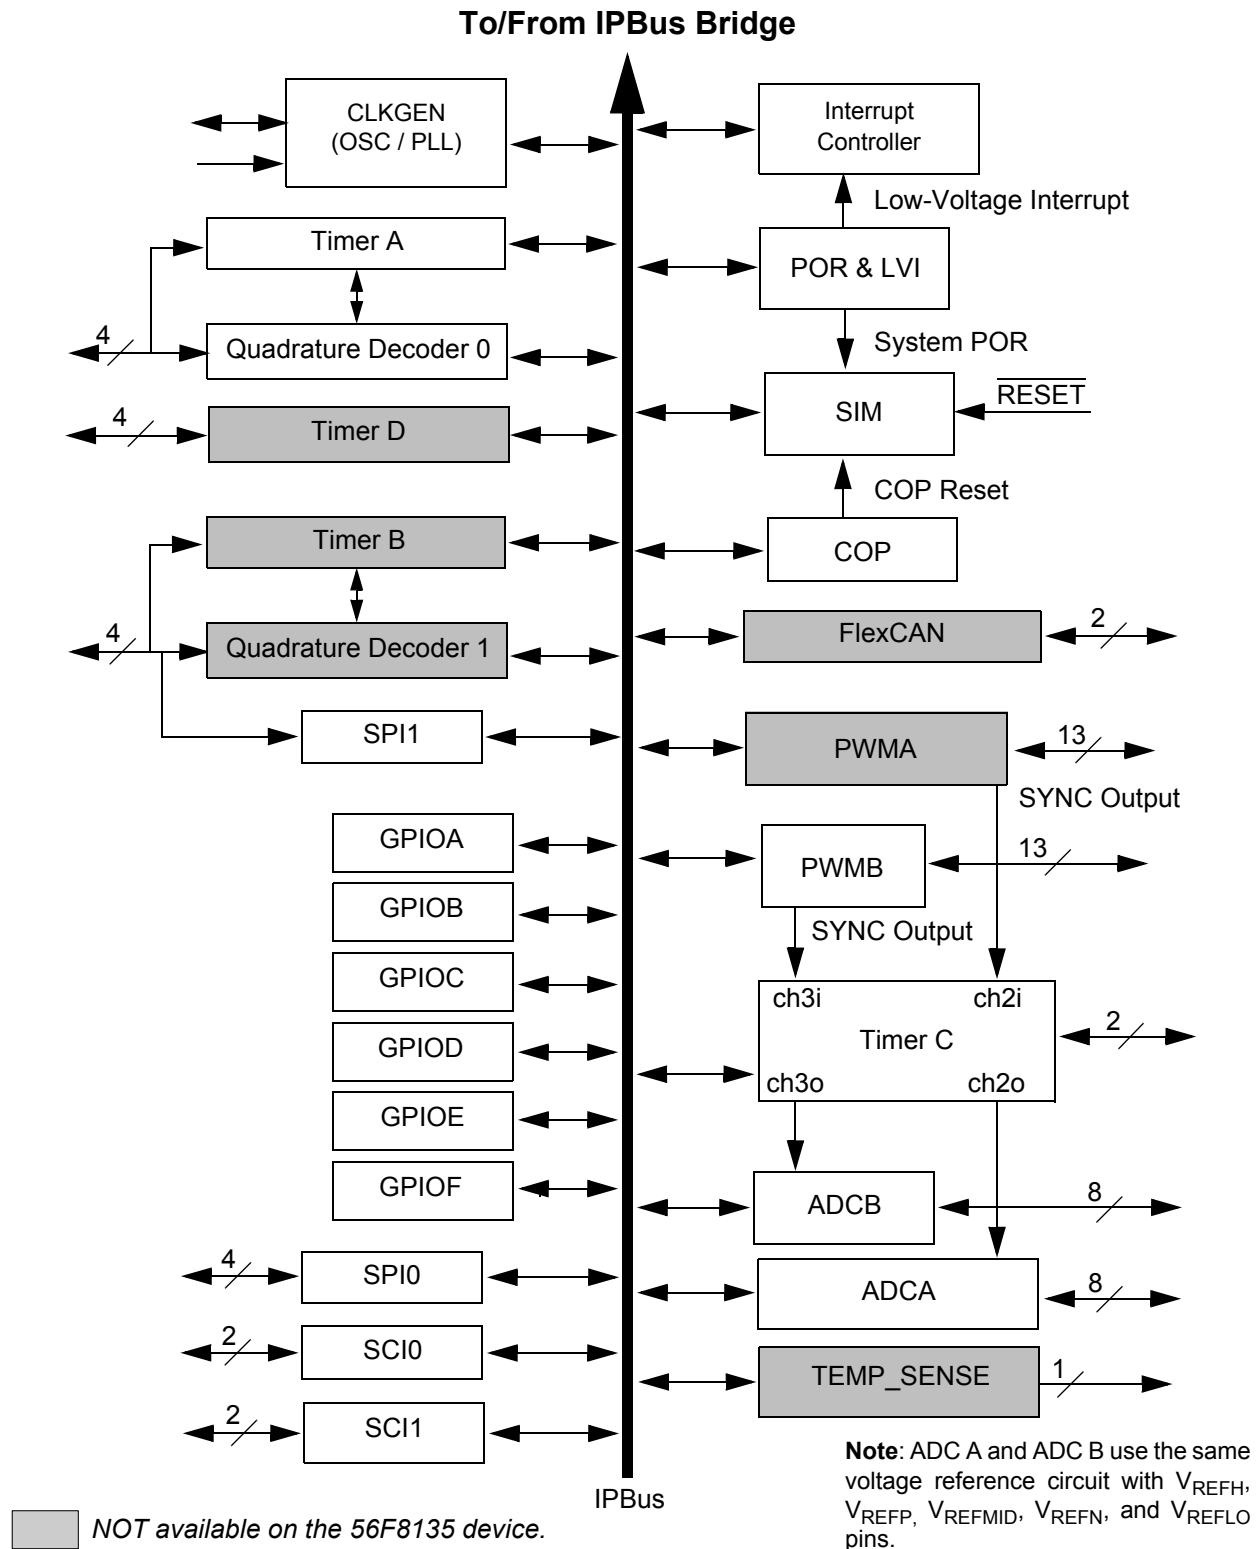 To/From IPBus Bridge
CLKGEN
(OSC / PLL)
Interrupt
Controller
Low-Voltage Interrupt
Timer A
POR & LVI
4
Quadrature Decoder 0
System POR
SIM
RESET
4
Timer D
COP Reset
Timer B
COP
4
Quadrature Decoder 1
FlexCAN
2
SPI1
PWMA
13
SYNC Output
GPIOA
PWMB
13
GPIOB
SYNC Output
GPIOC
ch3i
ch2i
Timer C
2
GPIOD
ch3o
ch2o
GPIOE
GPIOF
ADCB
8
4
SPI0
ADCA
8
2
SCI0
TEMP_SENSE
1
2
SCI1
IPBus
Note: ADC A and ADC B use the same
voltage reference circuit with VREFH,
VREFP, VREFMID, VREFN, and VREFLO
pins.
NOT available on the 56F8135 device.